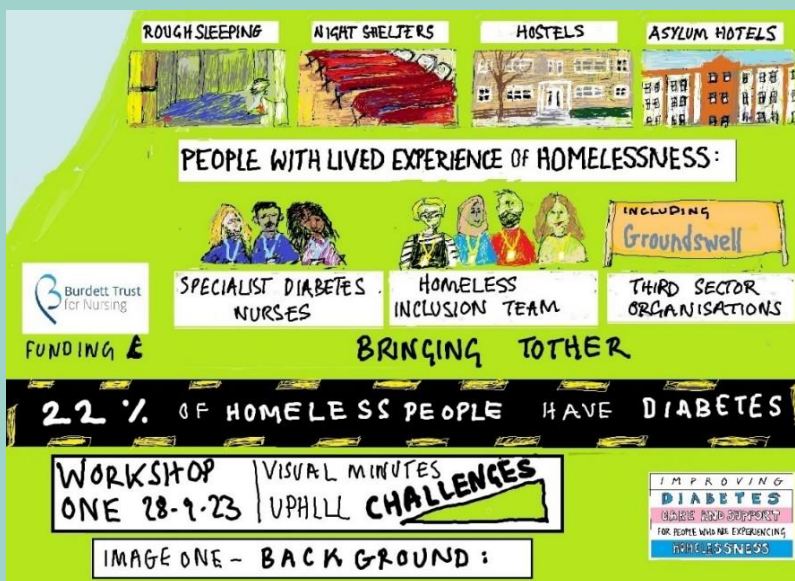 ROUGH SLEEPING
NIGHT SHELTERS
HOSTELS
ASYLUM HOTELS
PEOPLE WITH LIVED EXPERIENCE OF HOMELESSNESS:
INCLUDING
Groundswell
Burdett Trust
for Nursing
FUNDING £
SPECIALIST DIABETES
NURSES
HOMELESS
INCLUSION TEAM
THIRD SECTOR
ORGANISATIONS
BRINGING TOTHER
22% OF HOMELESS PEOPLE HAVE DIABETES
WORKSHOP
ONE 28-9-23
VISUAL MINUTES
UPHILL CHALLENGES
IMAGE ONE - BACKGROUND:
IMPROVING
DIABETES
CARE AND SUPPORT
FOR PEOPLE WHO ARE EXPERIENCING
HOMELESSNESS